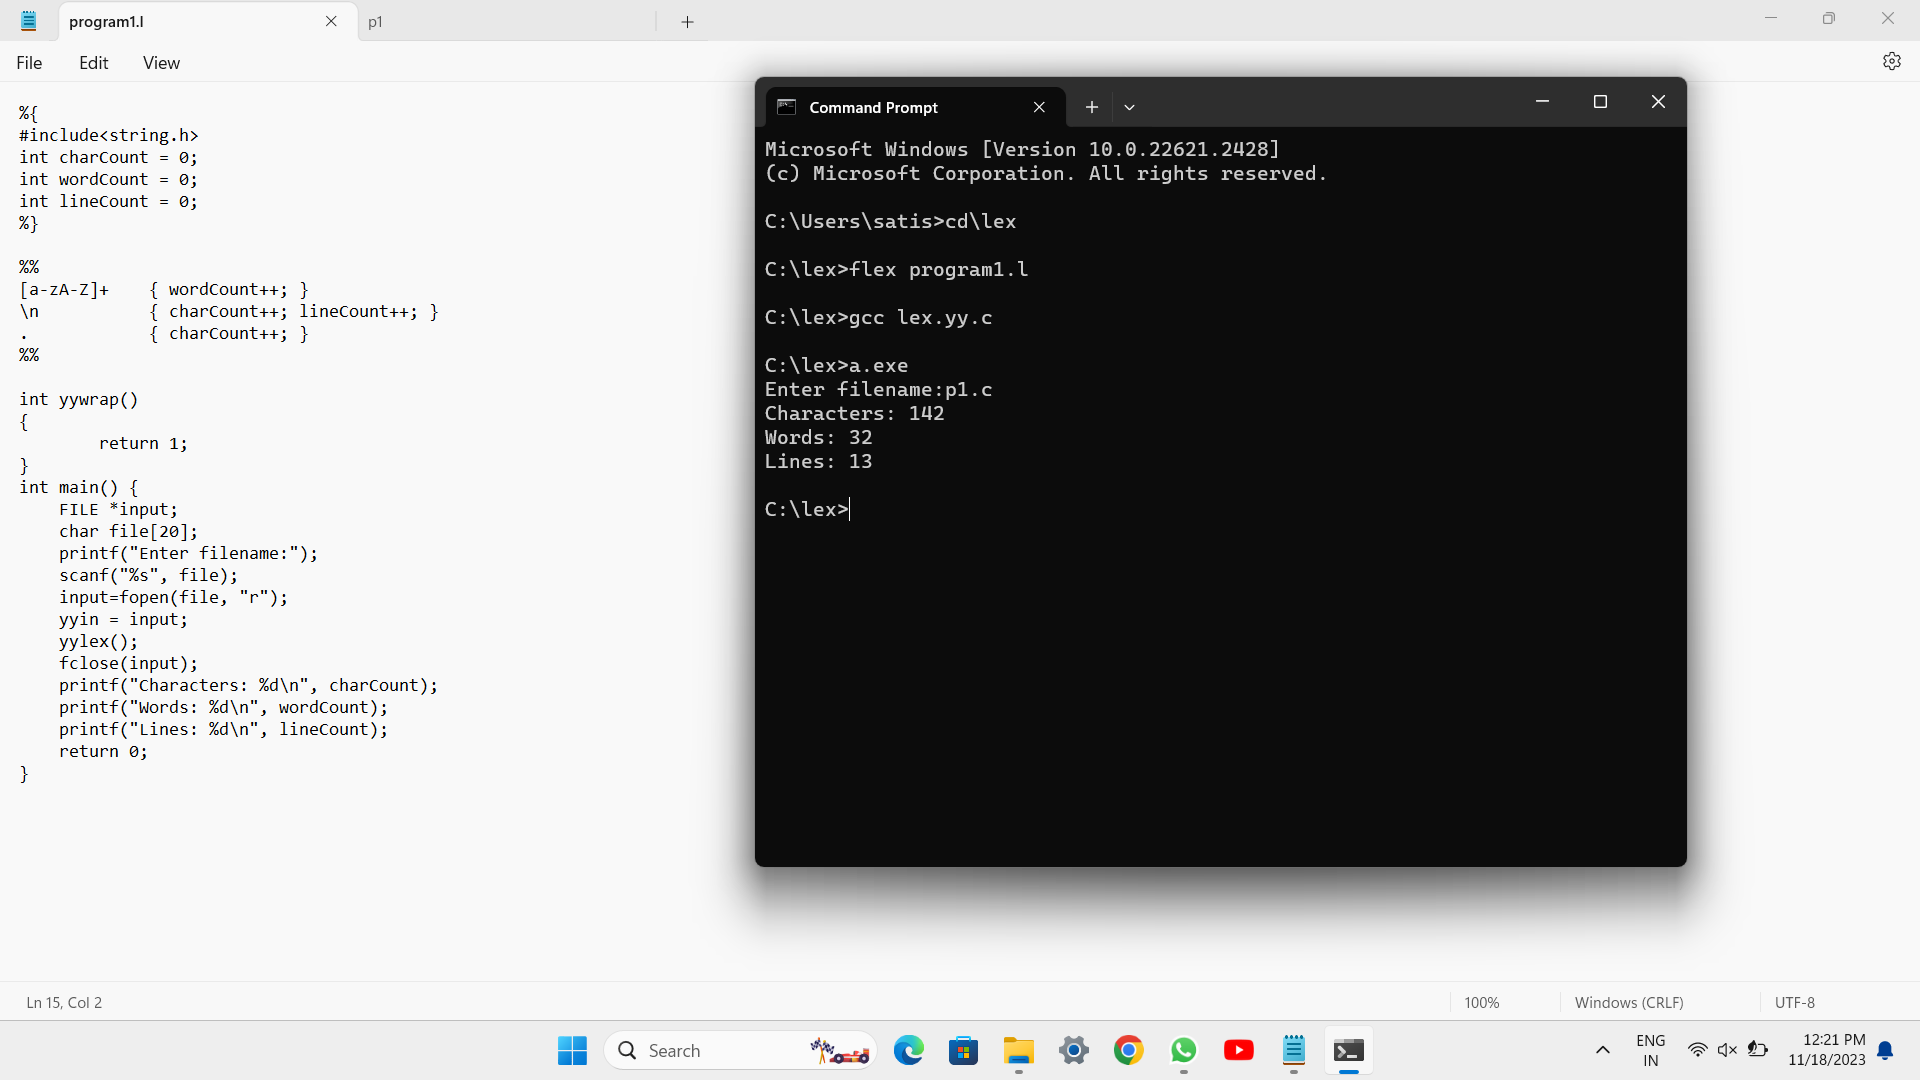 program1.l
p1
File Edit View
%{
#include<string.h>
int charCount = 0;
int wordCount = 0;
int lineCount = 0;
%}
%%
[a-zA-Z]+    { wordCount++; }
\n           { charCount++; lineCount++; }
.            { charCount++; }
%%
int yywrap()
{
        return 1;
}
int main() {
    FILE *input;
    char file[20];
    printf("Enter filename:");
    scanf("%s", file);
    input=fopen(file, "r");
    yyin = input;
    yylex();
    fclose(input);
    printf("Characters: %d\n", charCount);
    printf("Words: %d\n", wordCount);
    printf("Lines: %d\n", lineCount);
    return 0;
}
Command Prompt
Microsoft Windows [Version 10.0.22621.2428]
(c) Microsoft Corporation. All rights reserved.
C:\Users\satis>cd\lex
C:\lex>flex program1.l
C:\lex>gcc lex.yy.c
C:\lex>a.exe
Enter filename:p1.c
Characters: 142
Words: 32
Lines: 13
C:\lex>
Ln 15, Col 2
100%
Windows (CRLF)
UTF-8
Search
ENG
IN
12:21 PM
11/18/2023